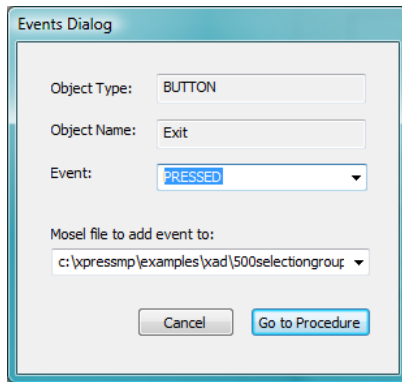 Events Dialog
Object Type: BUTTON
Object Name: Exit
Event: PRESSED
Mosel file to add event to:
c:\xpressmp\examples\xad\500selectiongroup
Cancel Go to Procedure